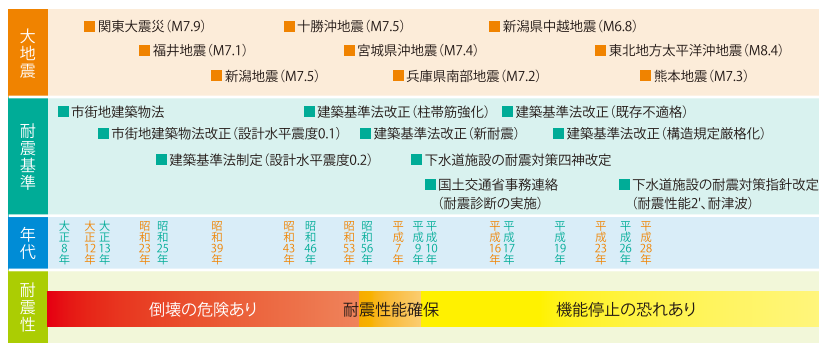 大地震
関東大震災（M7.9）
十勝沖地震（M7.5）
新潟県中越地震（M6.8）
福井地震（M7.1）
宮城県沖地震（M7.4）
東北地方太平洋沖地震（M8.4）
新潟地震（M7.5）
兵庫県南部地震（M7.2）
熊本地震（M7.3）
耐震基準
市街地建築物法
建築基準法改正（柱帯筋強化）
建築基準法改正（既存不適格）
市街地建築物法改正（設計水平震度0.1）
建築基準法改正（新耐震）
建築基準法改正（構造規定厳格化）
建築基準法制定（設計水平震度0.2）
下水道施設の耐震対策四神改定
国土交通省事務連絡
（耐震診断の実施）
下水道施設の耐震対策指針改定
（耐震性能2'、耐津波）
年代
大正8年
大正12年
大正13年
昭和23年
昭和25年
昭和39年
昭和43年
昭和46年
昭和53年
昭和56年
平成7年
平成9年
平成10年
平成16年
平成17年
平成19年
平成23年
平成26年
平成28年
耐震性
倒壊の危険あり
耐震性能確保
機能停止の恐れあり